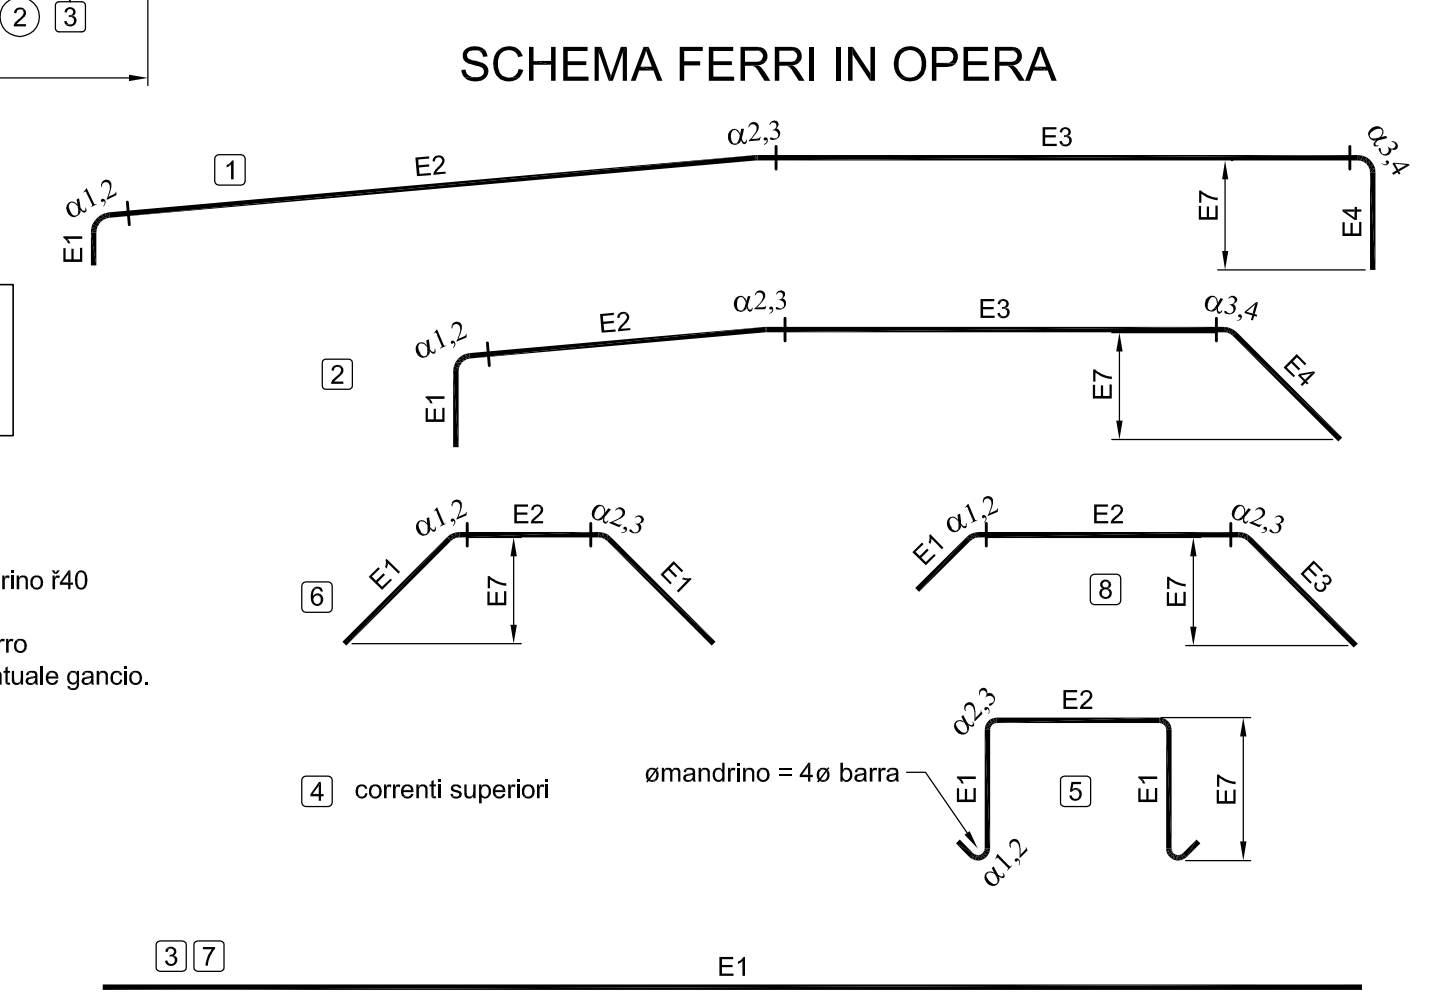 2 3
SCHEMA FERRI IN OPERA
1
E1
α1,2
E2
α2,3
E3
E7
E4
α3,4
2
E1
α1,2
E2
α2,3
E3
E7
α3,4
E4
6
E1
α1,2
E2
α2,3
E7
E1
8
E1
α1,2
E2
α2,3
E7
E3
rino ř40
rro
ntuale gancio.
4 correnti superiori
ømandrino = 4ø barra
5
α2,3
E2
E1
E1
E7
α1,2
3 7
E1